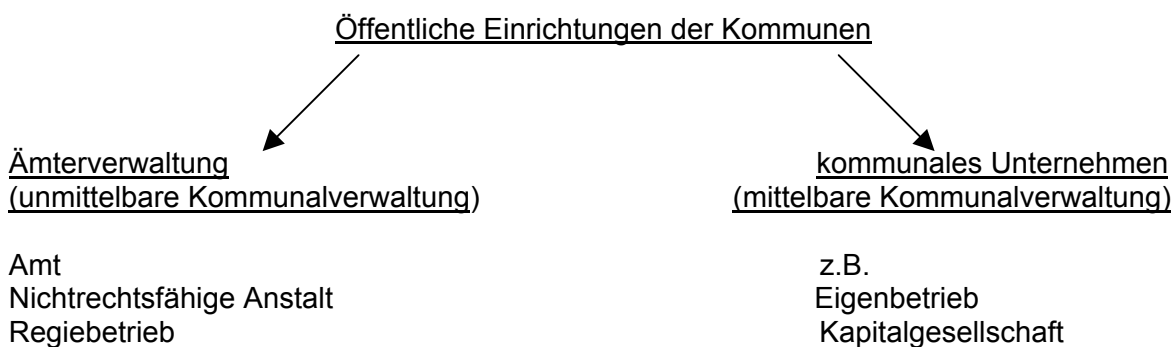 Öffentliche Einrichtungen der Kommunen
Ämterverwaltung
(unmittelbare Kommunalverwaltung)
Amt
Nichtrechtsfähige Anstalt
Regiebetrieb
kommunales Unternehmen
(mittelbare Kommunalverwaltung)
z.B.
Eigenbetrieb
Kapitalgesellschaft